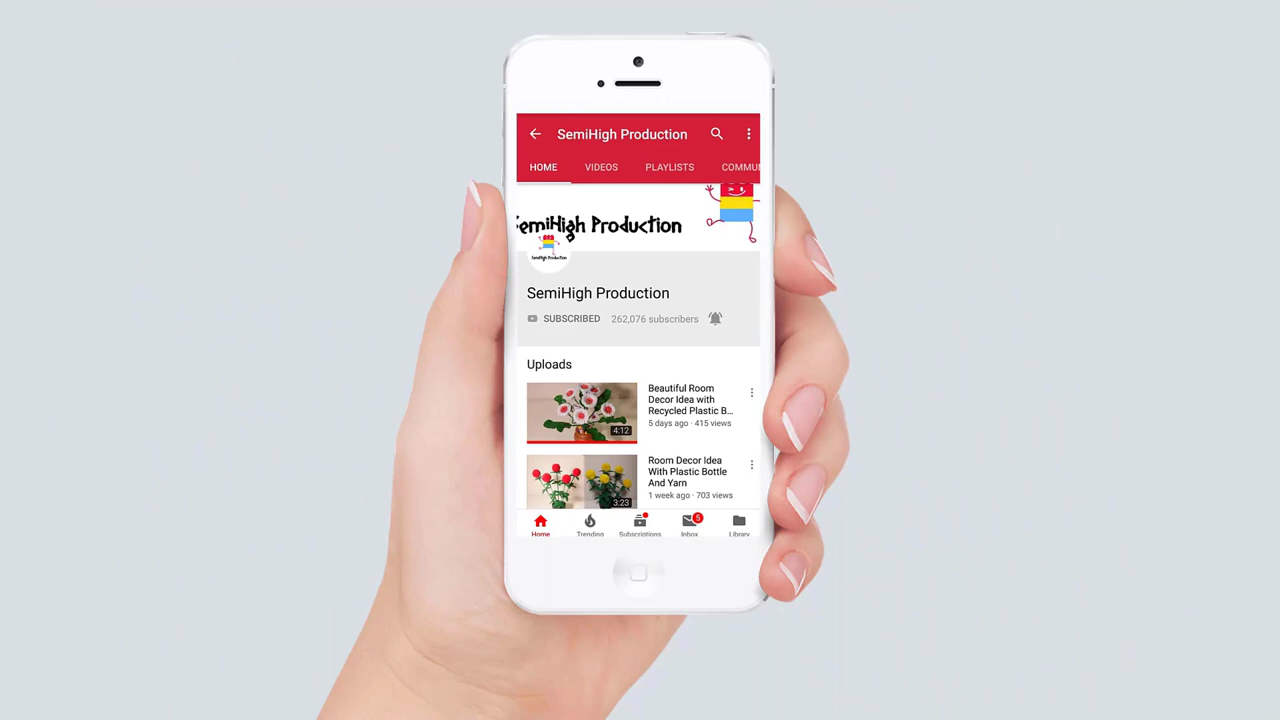 SemiHigh Production
HOME VIDEOS PLAYLISTS COMMU
SemiHigh Production
SemiHigh Production
SemiHigh Production
SUBSCRIBED 262,076 subscribers
Uploads
Beautiful Room
Decor Idea with
Recycled Plastic B...
5 days ago · 415 views
4:12
Room Decor Idea
With Plastic Bottle
And Yarn
1 week ago · 703 views
3:23
5
Home Trending Subscriptions Inbox Library